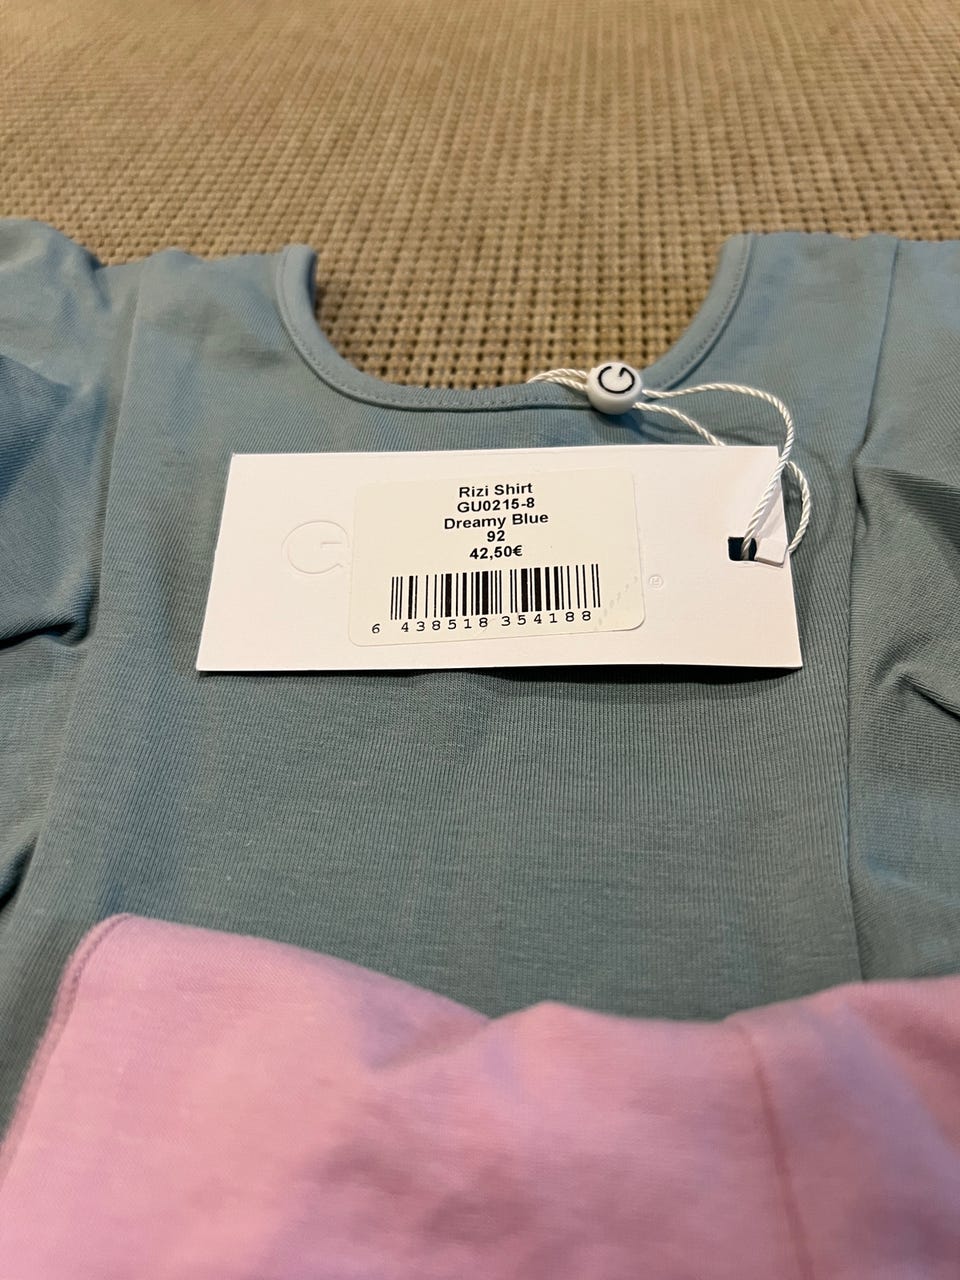 G
Rizi Shirt
GU0215-8
Dreamy Blue
92
42,50€
6 438518 354188
G
®